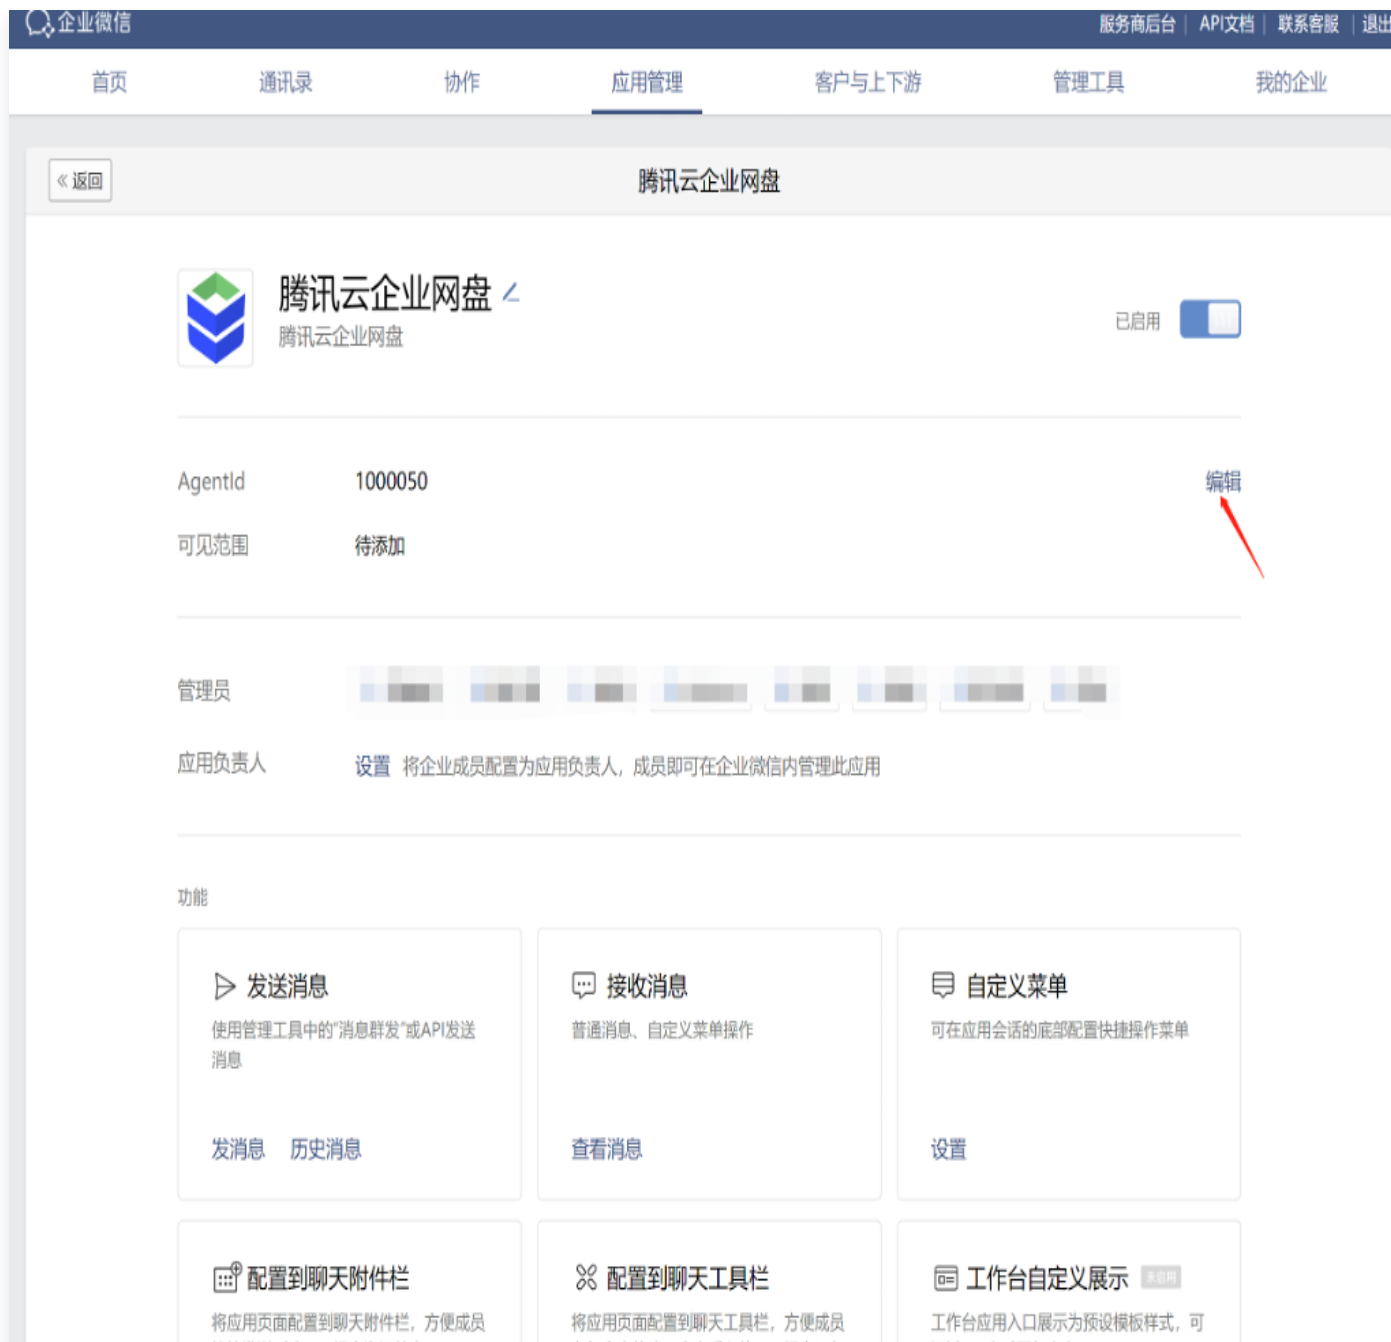 企业微信
服务商后台 | API文档 | 联系客服 | 退出
首页 通讯录 协作 应用管理 客户与上下游 管理工具 我的企业
«返回
腾讯云企业网盘
腾讯云企业网盘
腾讯云企业网盘
已启用
AgentId 1000050 编辑
可见范围 待添加
管理员
应用负责人 设置 将企业成员配置为应用负责人，成员即可在企业微信内管理此应用
功能
发送消息
使用管理工具中的“消息群发”或API发送
消息
发消息 历史消息
接收消息
普通消息、自定义菜单操作
查看消息
自定义菜单
可在应用会话的底部配置快捷操作菜单
设置
配置到聊天附件栏
将应用页面配置到聊天附件栏，方便成员
配置到聊天工具栏
将应用页面配置到聊天工具栏，方便成员
工作台自定义展示 未启用
工作台应用入口展示为预设模板样式，可